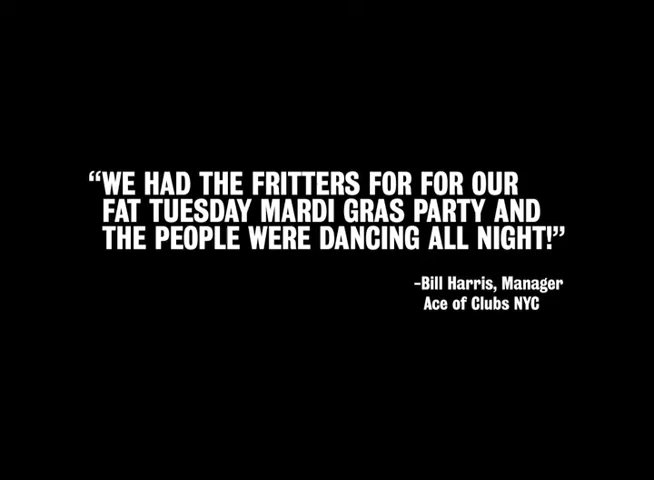 “WE HAD THE FRITTERS FOR FOR OUR
FAT TUESDAY MARDI GRAS PARTY AND
THE PEOPLE WERE DANCING ALL NIGHT!”
–Bill Harris, Manager
Ace of Clubs NYC